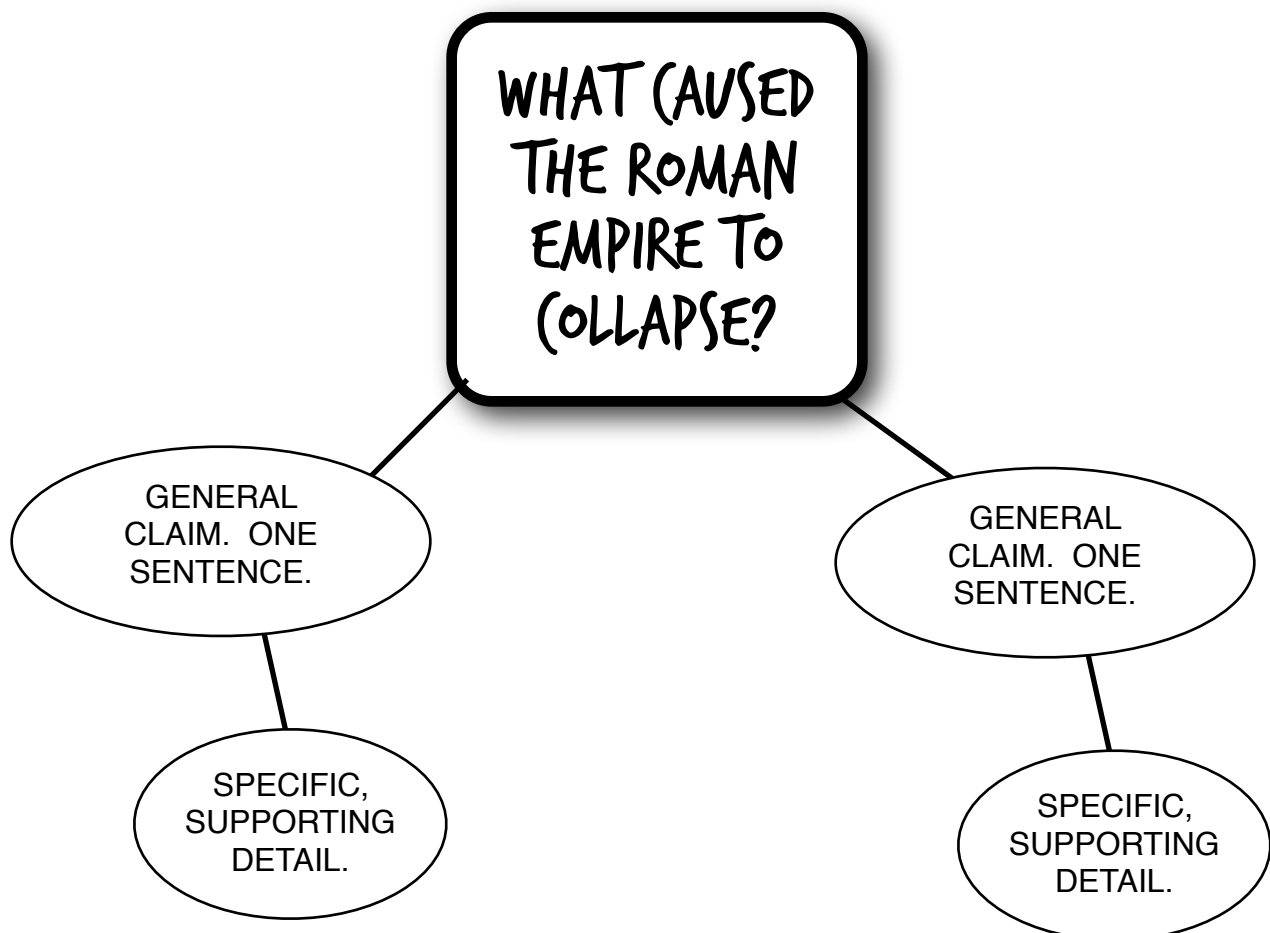 WHAT CAUSED
THE ROMAN
EMPIRE TO
COLLAPSE?
GENERAL
CLAIM. ONE
SENTENCE.
GENERAL
CLAIM. ONE
SENTENCE.
SPECIFIC,
SUPPORTING
DETAIL.
SPECIFIC,
SUPPORTING
DETAIL.